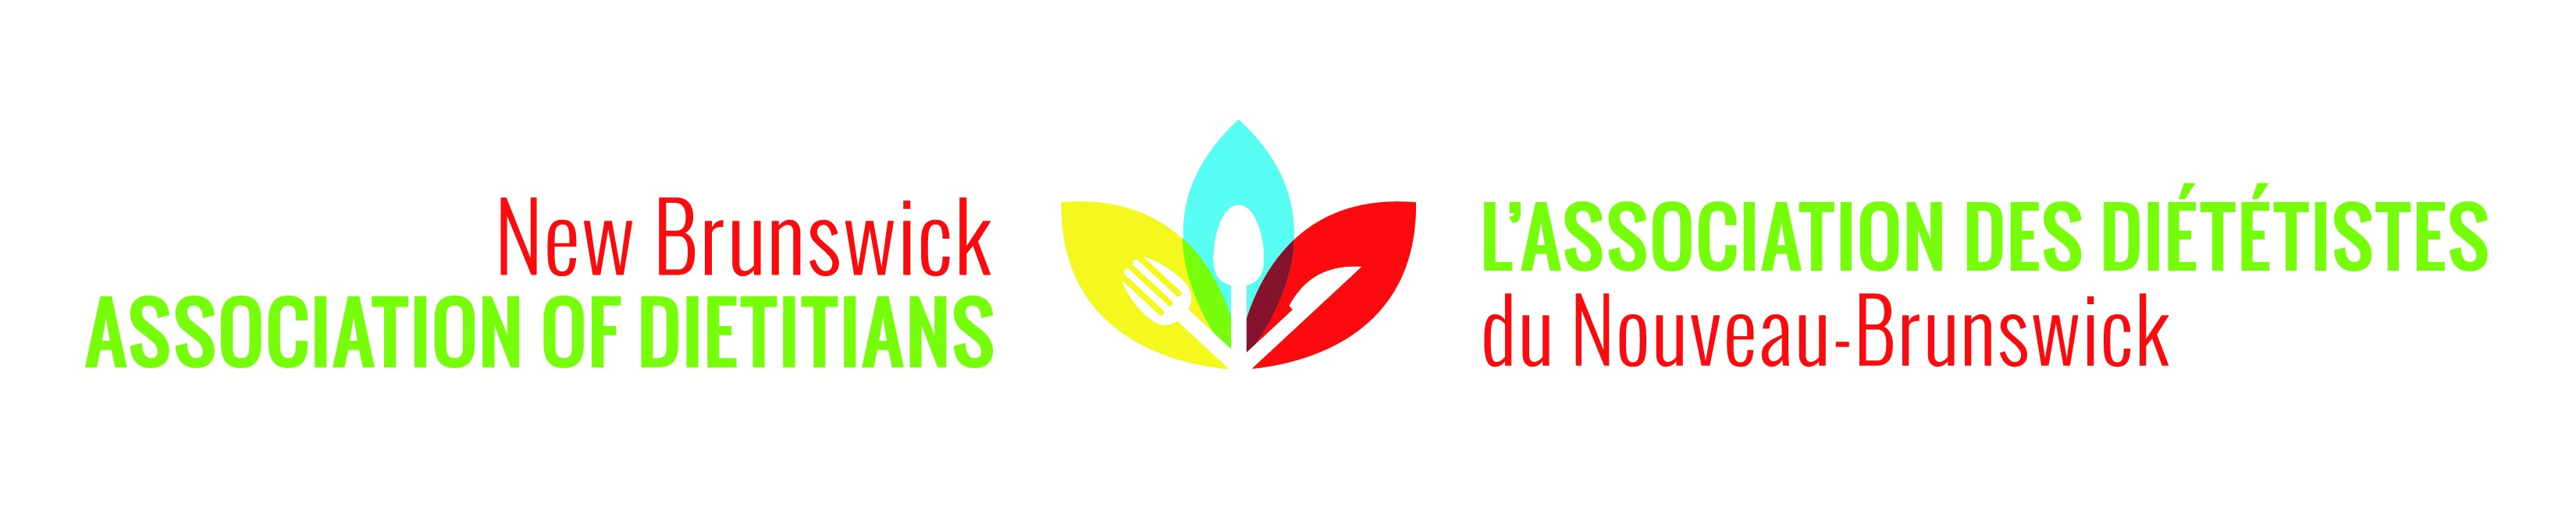 New Brunswick
ASSOCIATION OF DIETITIANS
L’ASSOCIATION DES DIÉTÉTISTES
du Nouveau-Brunswick